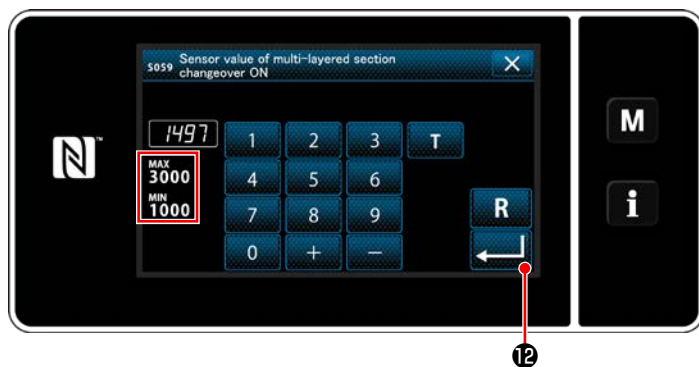 S059 Sensor value of multi-layered section
changeover ON
1497
MAX
3000
MIN
1000
1 2 3 T
4 5 6
7 8 9 R
0 + −
M
i
N
⓬